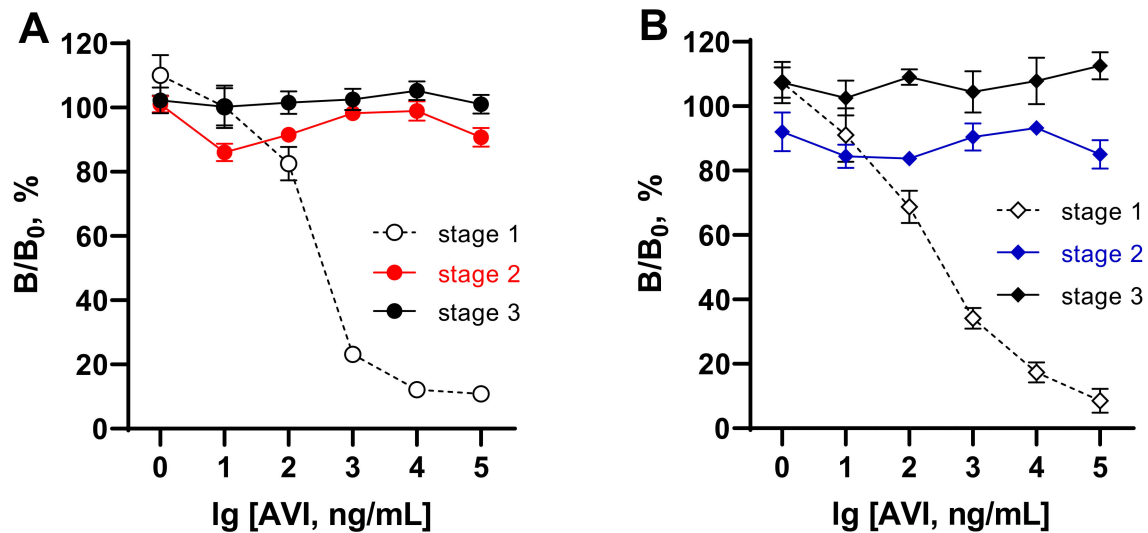 A
120
100
80
60
40
20
0
B/B0, %
0 1 2 3 4 5
lg [AVI, ng/mL]
stage 1
stage 2
stage 3
B
120
100
80
60
40
20
0
B/B0, %
0 1 2 3 4 5
lg [AVI, ng/mL]
stage 1
stage 2
stage 3